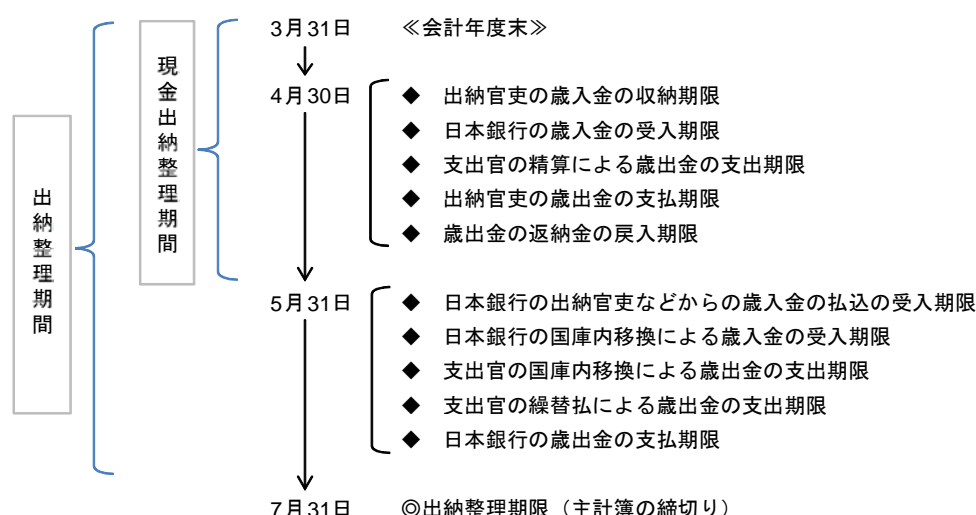 出納整理期間
現金出納整理期間
3月31日 ≪会計年度末≫
4月30日
◆ 出納官吏の歳入金の収納期限
◆ 日本銀行の歳入金の受入期限
◆ 支出官の精算による歳出金の支出期限
◆ 出納官吏の歳出金の支払期限
◆ 歳出金の返納金の戻入期限
5月31日
◆ 日本銀行の出納官吏などからの歳入金の払込の受入期限
◆ 日本銀行の国庫内移換による歳入金の受入期限
◆ 支出官の国庫内移換による歳出金の支出期限
◆ 支出官の繰替払による歳出金の支出期限
◆ 日本銀行の歳出金の支払期限
7月31日 ◎出納整理期限（主計簿の締切り）